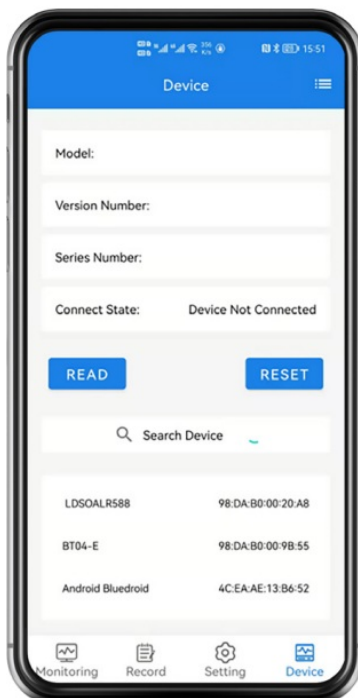 15:51
Device
Model:
Version Number:
Series Number:
Connect State: Device Not Connected
READ RESET
Search Device
LDSOALR588 98:DA:B0:00:20:A8
BT04-E 98:DA:B0:00:9B:55
Android Bluedroid 4C:EA:AE:13:B6:52
Monitoring Record Setting Device